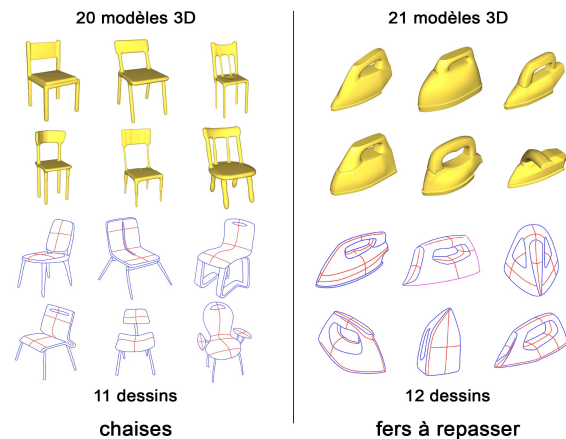 20 modèles 3D
11 dessins
chaises
21 modèles 3D
12 dessins
fers à repasser